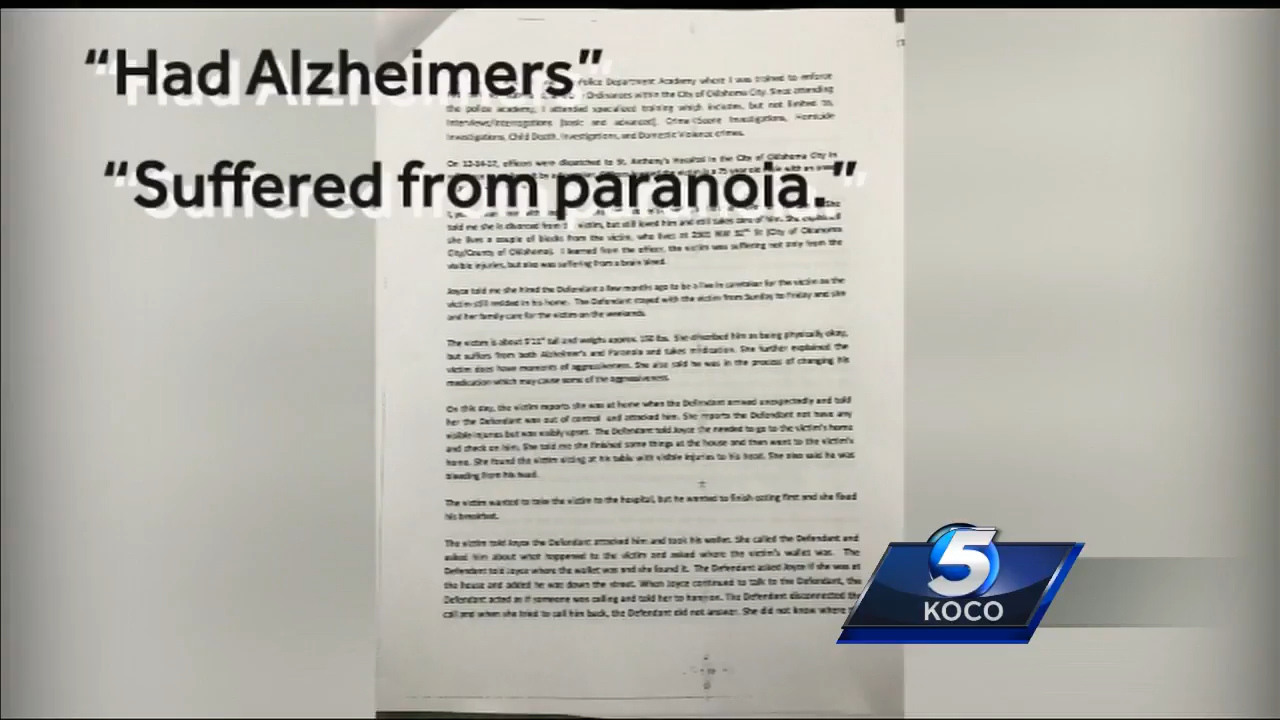 “Had Alzheimers”
“Suffered from paranoia.”
Police Department Academy where I was trained to enforce
Ordinances within the City of Oklahoma City. Since attending
the police academy, I attended specialized training which includes, but not limited to,
Interviews/Interrogations (basic and advanced), Crime Scene Investigations, Homicide
Investigations, Child Death, Investigations, and Domestic Violence crimes.
On 12-14-17, officers were dispatched to St. Anthony's Hospital in the City of Oklahoma City in
told me she is divorced from victim, but still loved him and still takes care of him. She explained
she lives a couple of blocks from the victim, who lives at (City of Oklahoma
City/County of Oklahoma). I learned from the officer, the victim was suffering not only from the
visible injuries, but also was suffering from a brain bleed.
Joyce told me she hired the Defendant a few months ago to be a live in caretaker for the victim as the
victim still resided in his home. The Defendant stayed with the victim from Sunday to Friday and she
and her family care for the victim on the weekends.
The victim is about tall and weighs approx. lbs. She described him as being physically okay,
but suffers from both Alzheimer's and Paranoia and takes medication. She further explained the
victim does have moments of aggressiveness. She also said he was in the process of changing his
medication which may cause some of the aggressiveness.
On this day, the victim reports she was at home when the Defendant arrived unexpectedly and told
her the Defendant was out of control and attacked him. She reports the Defendant not have any
visible injuries but was visibly upset. The Defendant told Joyce she needed to go to the victim's home
and check on him. She told me she finished some things at the house and then went to the victim's
home. She found the victim sitting at his table with visible injuries to his head. She also said he was
bleeding from his head.
The victim wanted to take the victim to the hospital, but he wanted to finish eating first and she fixed
his breakfast.
The victim told Joyce the Defendant attacked him and took his wallet. She called the Defendant and
asked him about what happened to the victim and asked where the victim's wallet was. The
Defendant told Joyce where the wallet was and she found it. The Defendant asked Joyce if she was at
the house and added he was down the street. When Joyce continued to talk to the Defendant, the
Defendant acted as if someone was calling and told her to hang on. The Defendant disconnected the
call and when she tried to call him back, the Defendant did not answer. She did not know where
5
KOCO